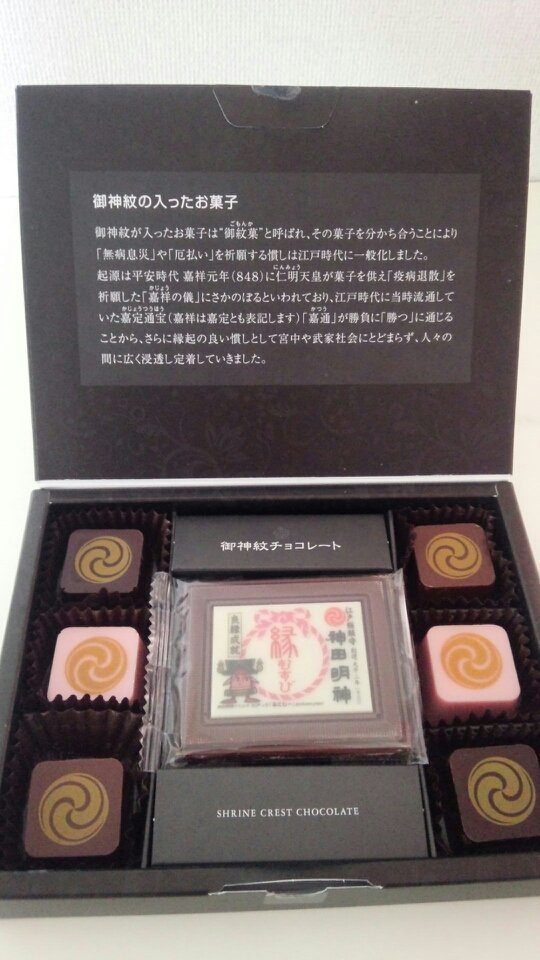 御神紋の入ったお菓子
御神紋が入ったお菓子は"御紋菓"と呼ばれ、その菓子を分かち合うことにより
「無病息災」や「厄払い」を祈願する慣しは江戸時代に一般化しました。
起源は平安時代 嘉祥元年(848)に仁明天皇が菓子を供え「疫病退散」を
祈願した「嘉祥の儀」にさかのぼるといわれており、江戸時代に当時流通して
いた嘉定通宝(嘉祥は嘉定とも表記します)「嘉通」が勝負に「勝つ」に通じる
ことから、さらに縁起の良い慣しとして宮中や武家社会にとどまらず、人々の
間に広く浸透し定着していきました。
御神紋チョコレート
良縁成就
縁むすび
神田明神
SHRINE CREST CHOCOLATE